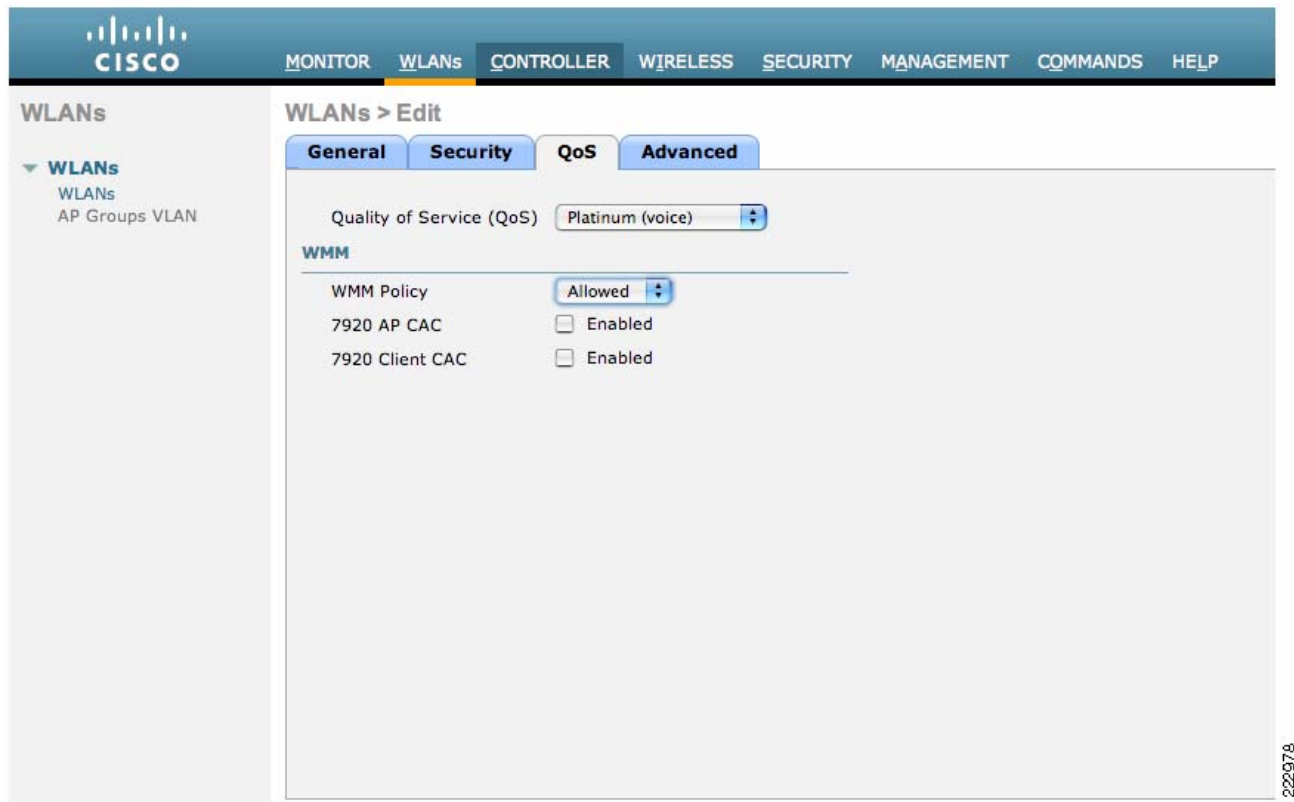 CISCO
MONITOR WLANs CONTROLLER WIRELESS SECURITY MANAGEMENT COMMANDS HELP
WLANs
WLANs
WLANs
AP Groups VLAN
WLANs > Edit
General Security QoS Advanced
Quality of Service (QoS) Platinum (voice)
WMM
WMM Policy Allowed
7920 AP CAC Enabled
7920 Client CAC Enabled
222978